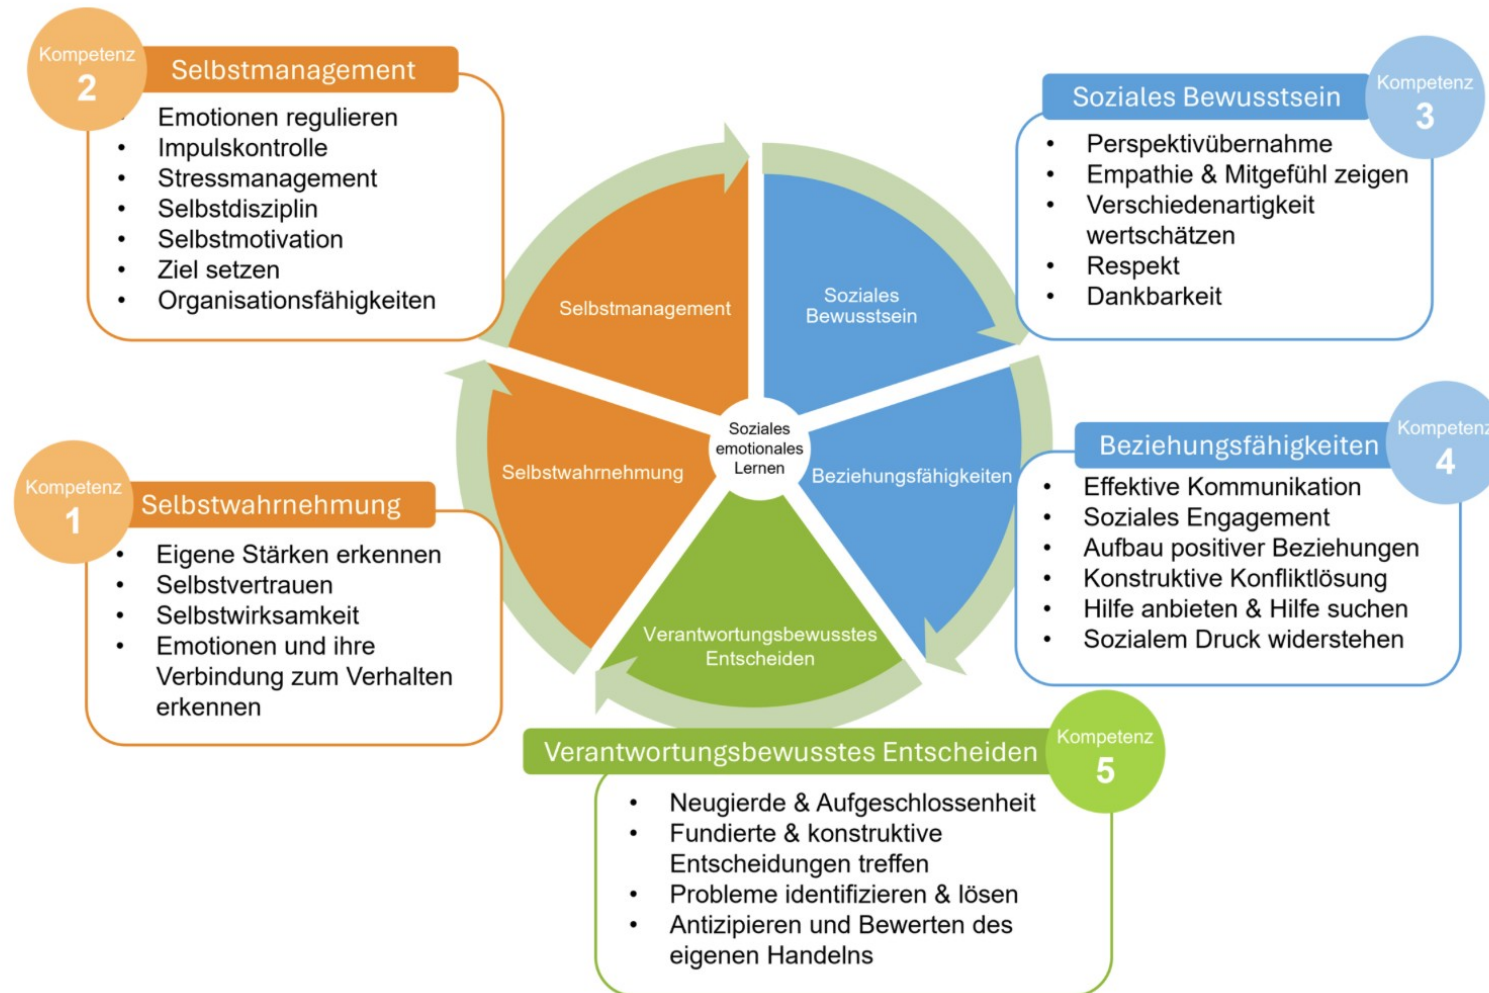 Kompetenz
2
Selbstmanagement
• Emotionen regulieren
• Impulskontrolle
• Stressmanagement
• Selbstdisziplin
• Selbstmotivation
• Ziel setzen
• Organisationsfähigkeiten
Soziales Bewusstsein
Kompetenz
3
• Perspektivübernahme
• Empathie & Mitgefühl zeigen
• Verschiedenartigkeit
wertschätzen
• Respekt
• Dankbarkeit
Selbstmanagement
Soziales
Bewusstsein
Soziales
emotionales
Lernen
Selbstwahrnehmung
Beziehungsfähigkeiten
Verantwortungsbewusstes
Entscheiden
Kompetenz
1
Selbstwahrnehmung
• Eigene Stärken erkennen
• Selbstvertrauen
• Selbstwirksamkeit
• Emotionen und ihre
Verbindung zum Verhalten
erkennen
Beziehungsfähigkeiten
Kompetenz
4
• Effektive Kommunikation
• Soziales Engagement
• Aufbau positiver Beziehungen
• Konstruktive Konfliktlösung
• Hilfe anbieten & Hilfe suchen
• Sozialem Druck widerstehen
Verantwortungsbewusstes Entscheiden
Kompetenz
5
• Neugierde & Aufgeschlossenheit
• Fundierte & konstruktive
Entscheidungen treffen
• Probleme identifizieren & lösen
• Antizipieren und Bewerten des
eigenen Handelns